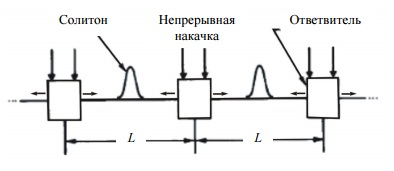 Солитон
Непрерывная
накачка
Ответвитель
L
L